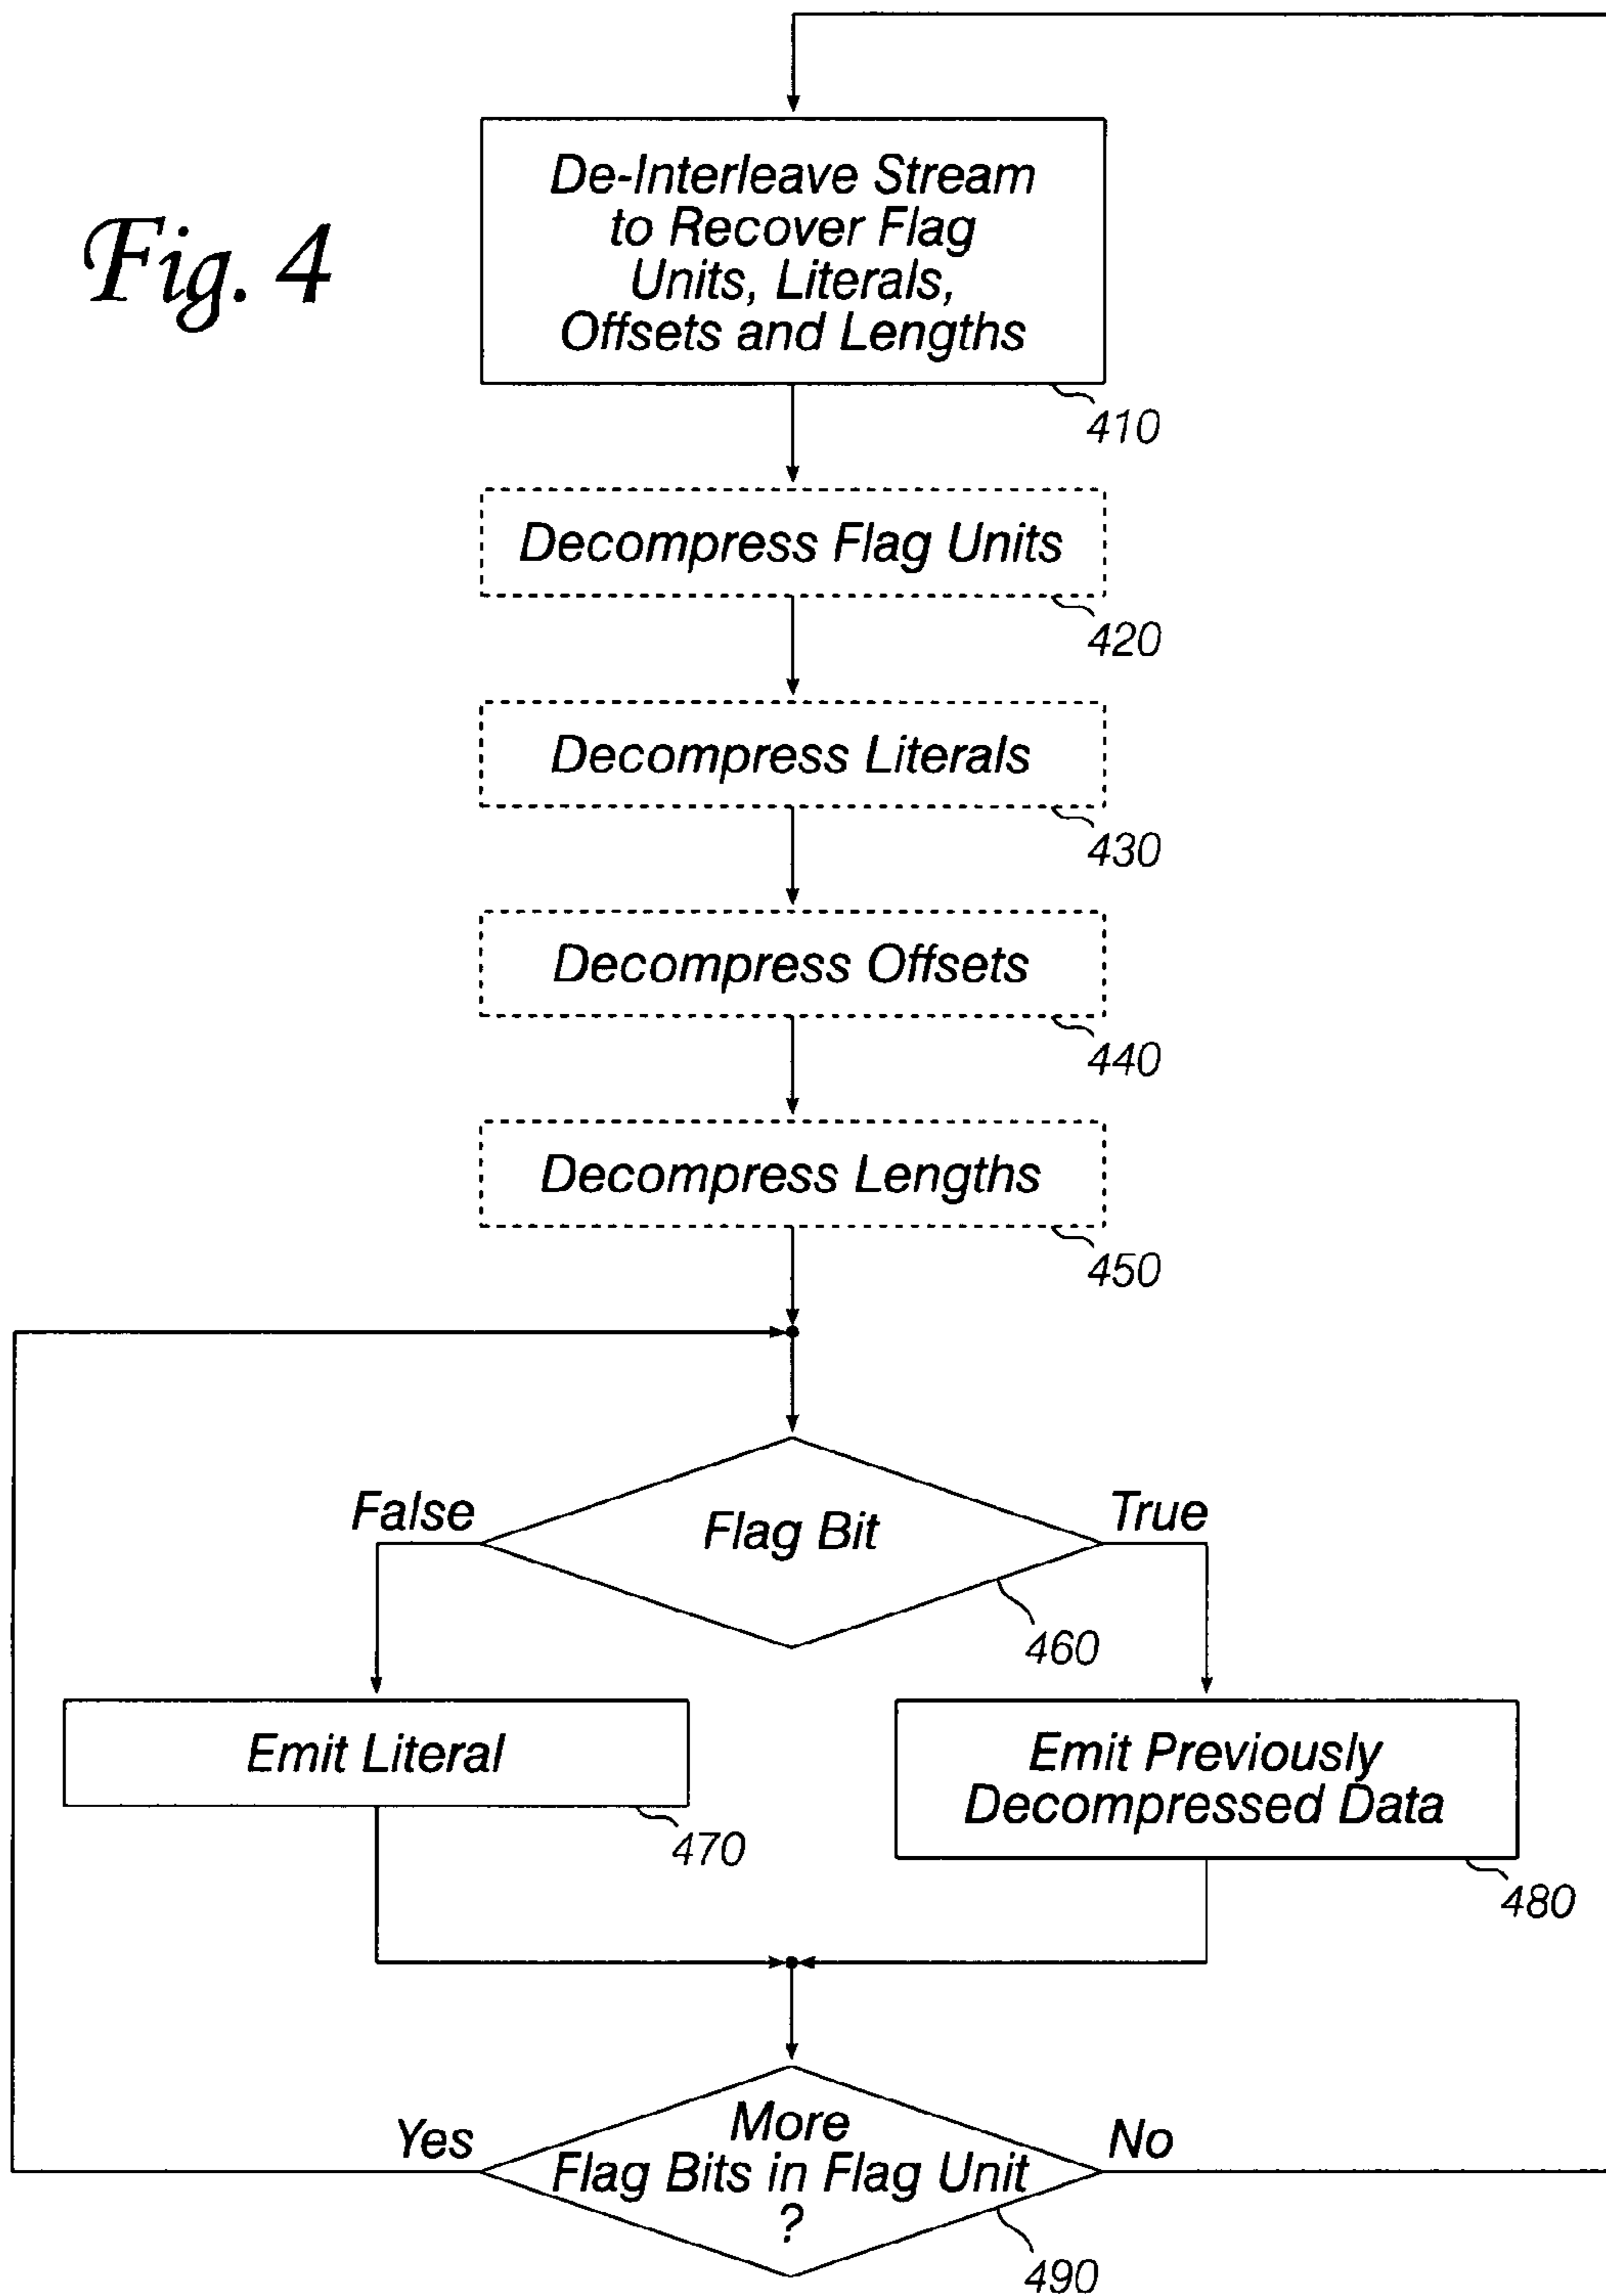 Fig. 4
De-Interleave Stream
to Recover Flag
Units, Literals,
Offsets and Lengths
410
Decompress Flag Units
420
Decompress Literals
430
Decompress Offsets
440
Decompress Lengths
450
False
Flag Bit
True
460
Emit Literal
470
Emit Previously
Decompressed Data
480
Yes
More
Flag Bits in Flag Unit
?
No
490